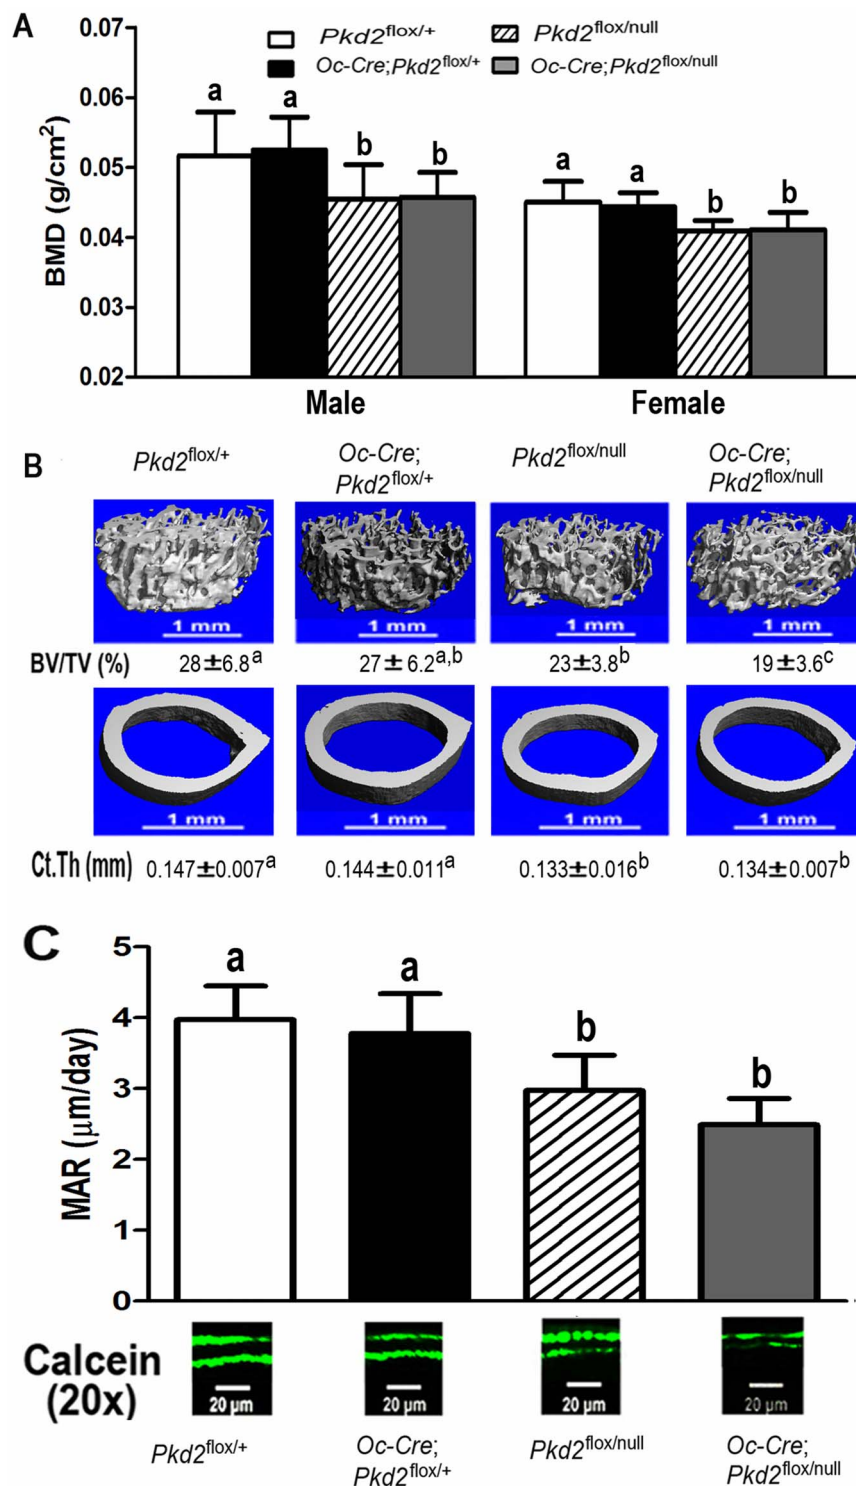 A
0.07
0.06
0.05
0.04
0.03
0.02
BMD (g/cm²)
Pkd2flox/+
Pkd2flox/null
Oc-Cre;Pkd2flox/+
Oc-Cre;Pkd2flox/null
a
a
b
b
a
a
b
b
Male
Female
B
Pkd2flox/+
Oc-Cre;
Pkd2flox/+
Pkd2flox/null
Oc-Cre;
Pkd2flox/null
1 mm
1 mm
1 mm
1 mm
BV/TV (%)
28±6.8a
27±6.2a,b
23±3.8b
19±3.6c
1 mm
1 mm
1 mm
1 mm
Ct.Th (mm)
0.147±0.007a
0.144±0.011a
0.133±0.016b
0.134±0.007b
C
5
4
3
2
1
0
MAR (µm/day)
a
a
b
b
Calcein
(20x)
20 µm
20 µm
20 µm
20 µm
Pkd2flox/+
Oc-Cre;
Pkd2flox/+
Pkd2flox/null
Oc-Cre;
Pkd2flox/null